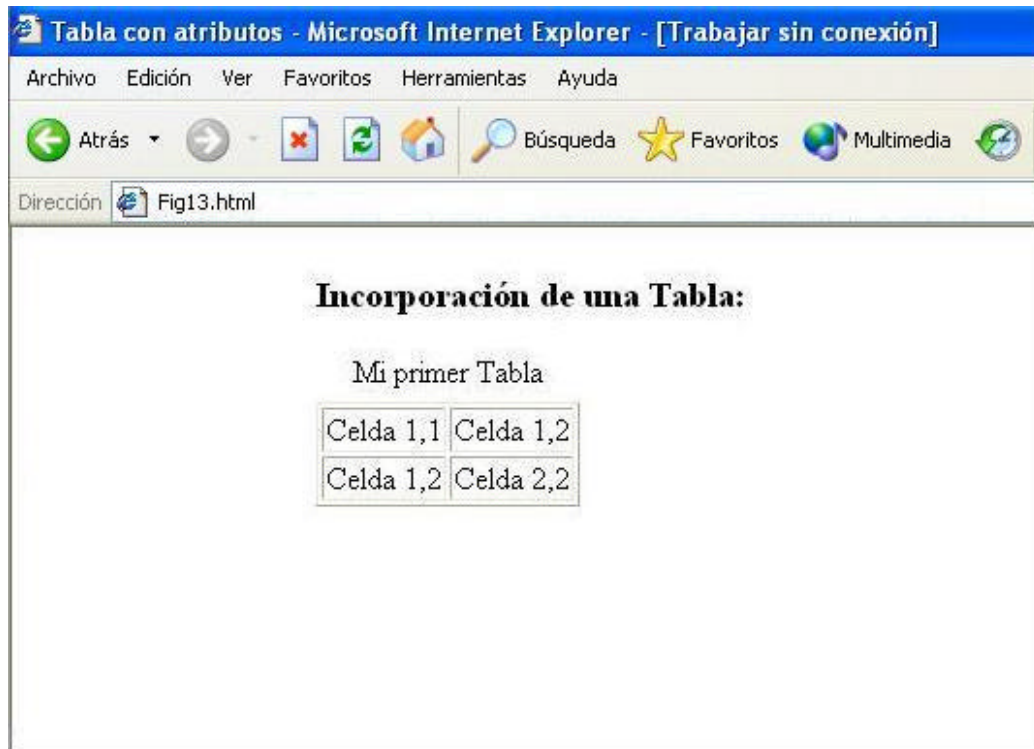 Tabla con atributos - Microsoft Internet Explorer - [Trabajar sin conexión]
Archivo Edición Ver Favoritos Herramientas Ayuda
Atrás Búsqueda Favoritos Multimedia
Dirección Fig13.html
Incorporación de una Tabla:
Mi primer Tabla
Celda 1,1 Celda 1,2
Celda 1,2 Celda 2,2